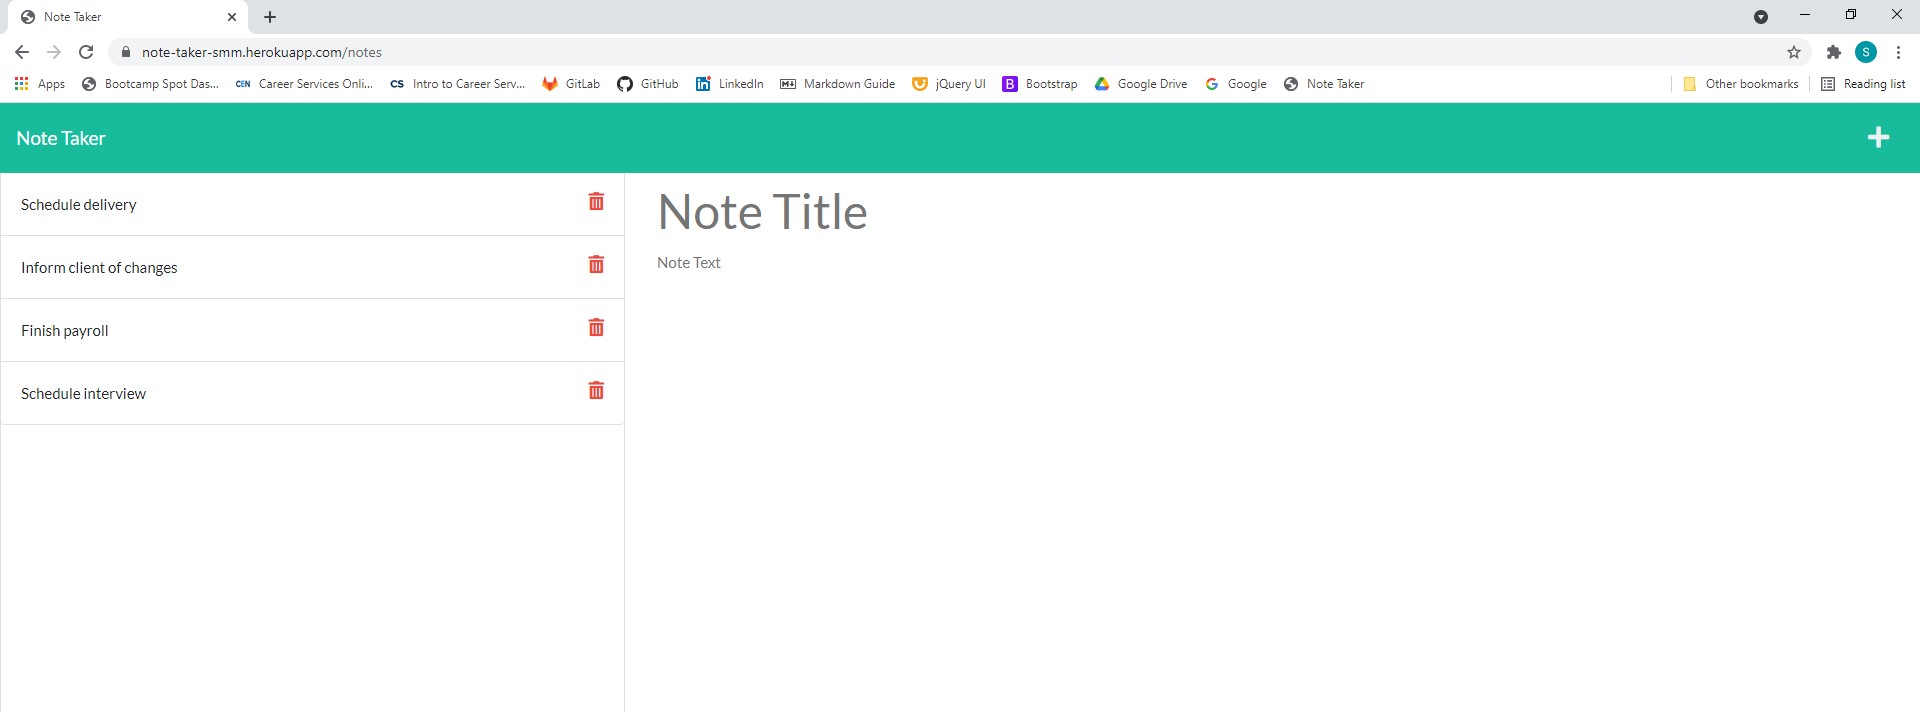 Note Taker
note-taker-smm.herokuapp.com/notes
S
Apps Bootcamp Spot Das... CEN Career Services Onli... CS Intro to Career Serv... GitLab GitHub in LinkedIn Markdown Guide jQuery UI B Bootstrap Google Drive G Google Note Taker Other bookmarks Reading list
Note Taker
Schedule delivery
Inform client of changes
Finish payroll
Schedule interview
Note Title
Note Text